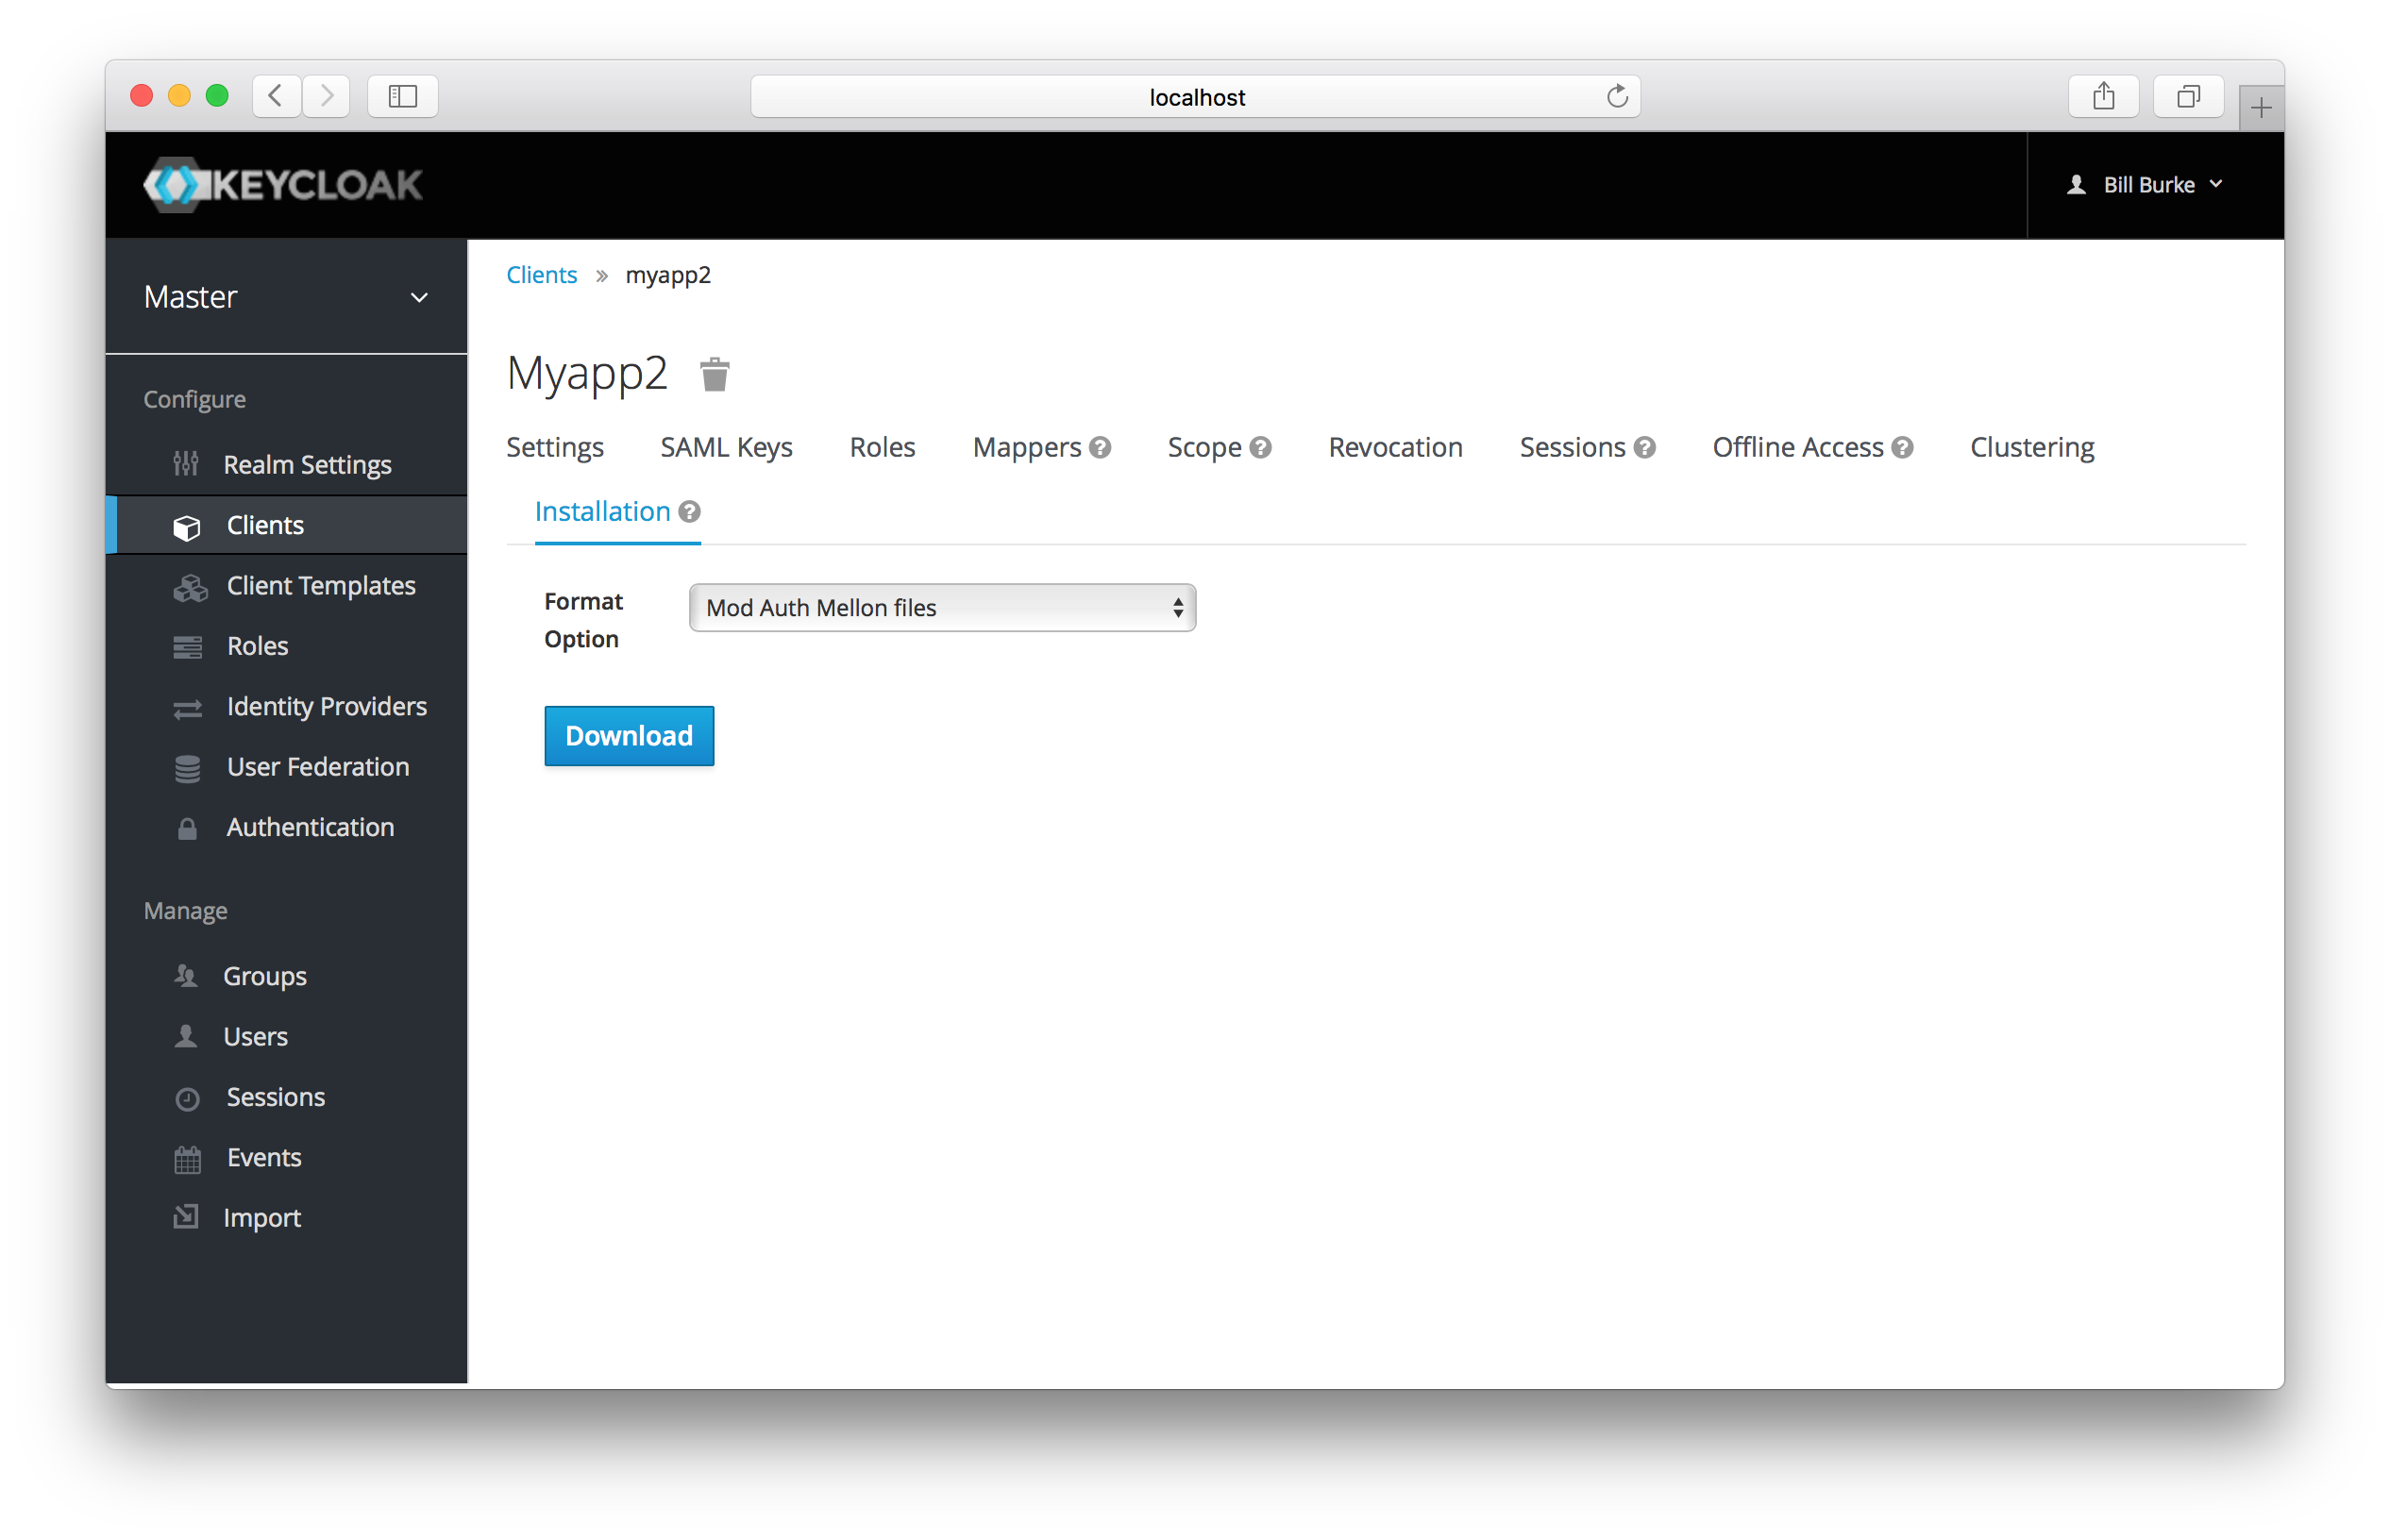 localhost
KEYCLOAK
Bill Burke
Master
Configure
Realm Settings
Clients
Client Templates
Roles
Identity Providers
User Federation
Authentication
Manage
Groups
Users
Sessions
Events
Import
Clients » myapp2
Myapp2
Settings SAML Keys Roles Mappers ? Scope ? Revocation Sessions ? Offline Access ? Clustering
Installation ?
Format
Option
Mod Auth Mellon files
Download